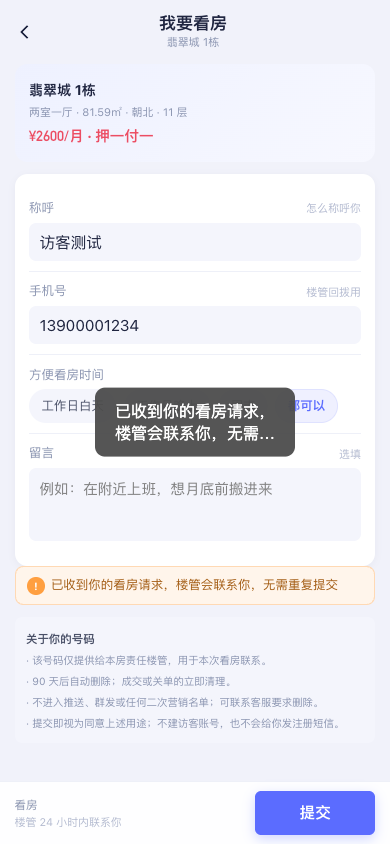 我要看房
翡翠城 1栋
翡翠城 1栋
两室一厅 · 81.59㎡ · 朝北 · 11 层
¥2600/月 · 押一付一
称呼
怎么称呼你
访客测试
手机号
楼管回拨用
13900001234
方便看房时间
工作日白天
都可以
已收到你的看房请求，
楼管会联系你，无需...
留言
选填
例如：在附近上班，想月底前搬进来
已收到你的看房请求，楼管会联系你，无需重复提交
关于你的号码
· 该号码仅提供给本房责任楼管，用于本次看房联系。
· 90 天后自动删除；成交或关单的立即清理。
· 不进入推送、群发或任何二次营销名单；可联系客服要求删除。
· 提交即视为同意上述用途；不建访客账号，也不会给你发注册短信。
看房
楼管 24 小时内联系你
提交